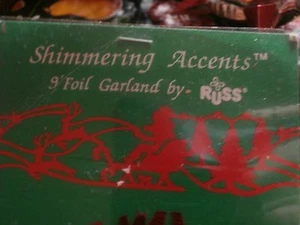 Shimmering Accents™
9' Foil Garland by- RUSS®